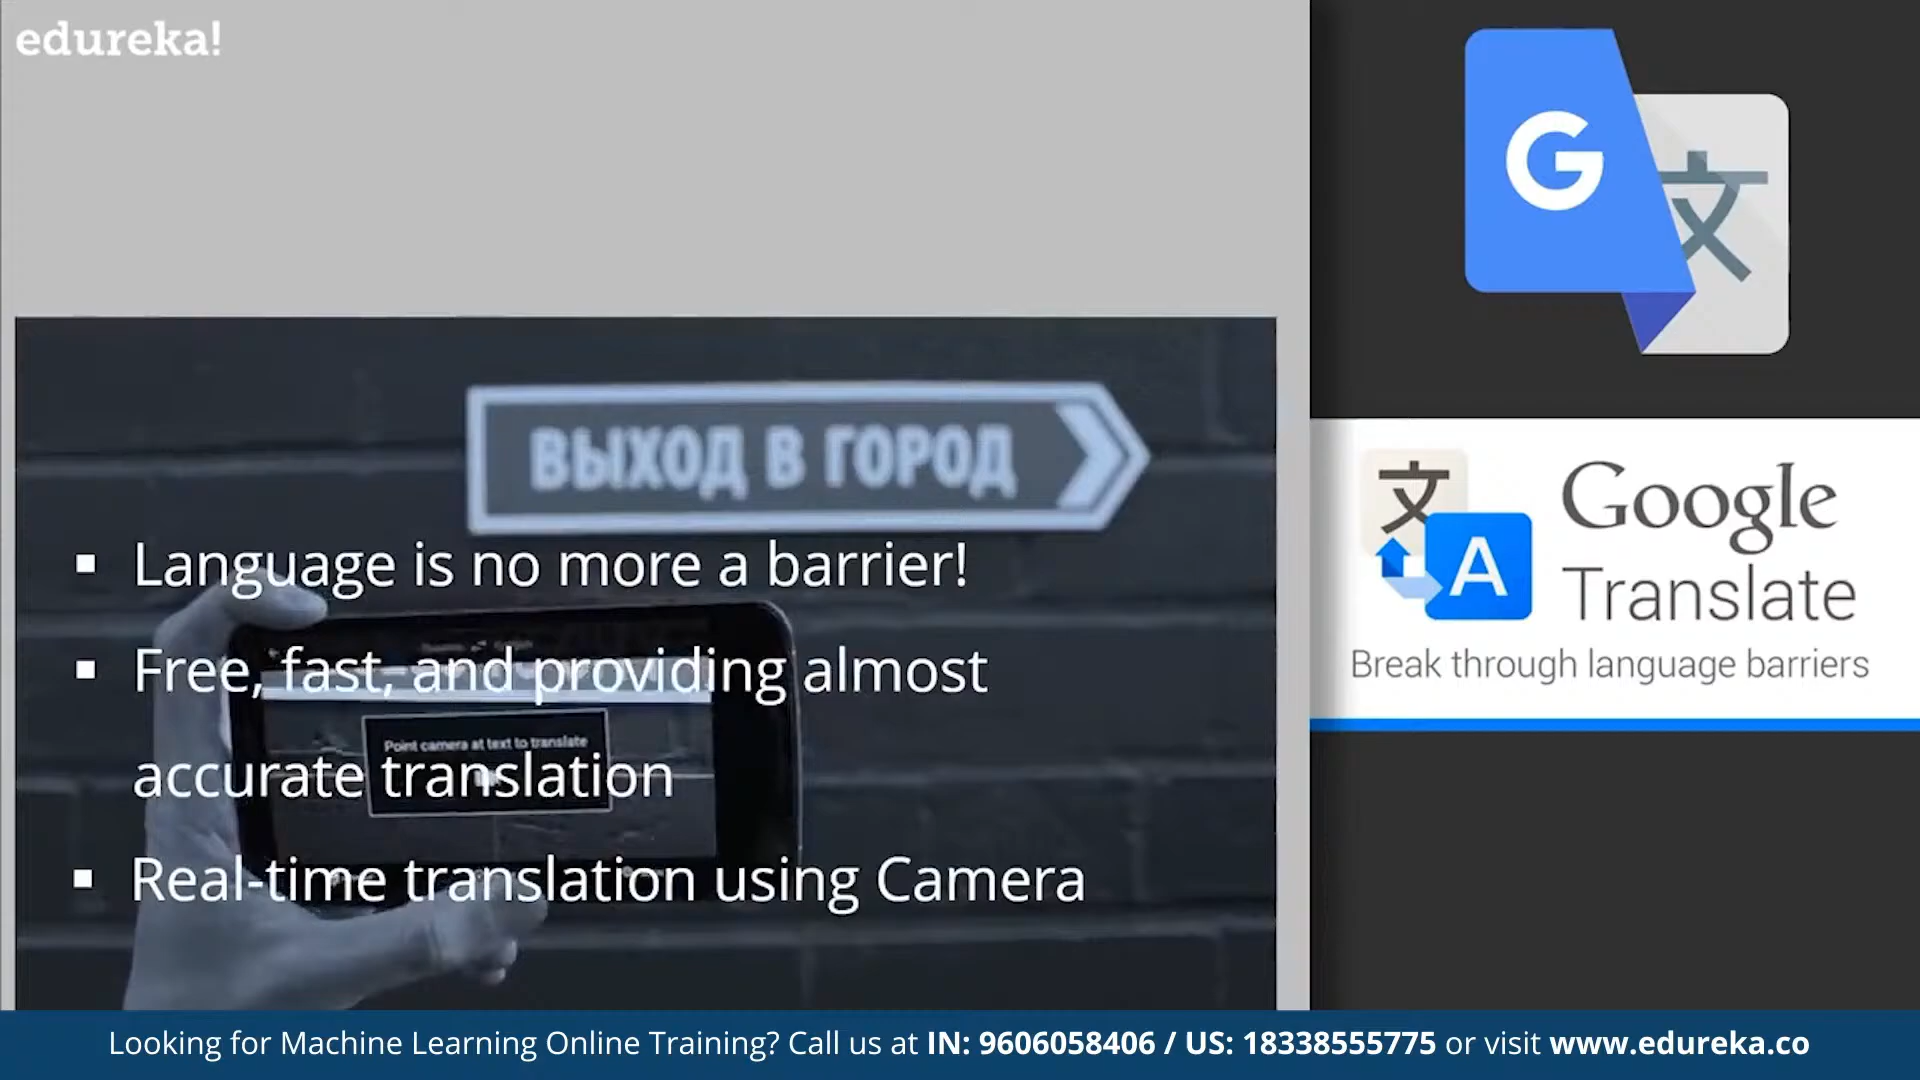 edureka!
G
文
ВЫХОД В ГОРОД
▪ Language is no more a barrier!
▪ Free, fast, and providing almost
accurate translation
Point camera at text to translate
▪ Real-time translation using Camera
文
A
Google
Translate
Break through language barriers
Looking for Machine Learning Online Training? Call us at IN: 9606058406 / US: 18338555775 or visit www.edureka.co